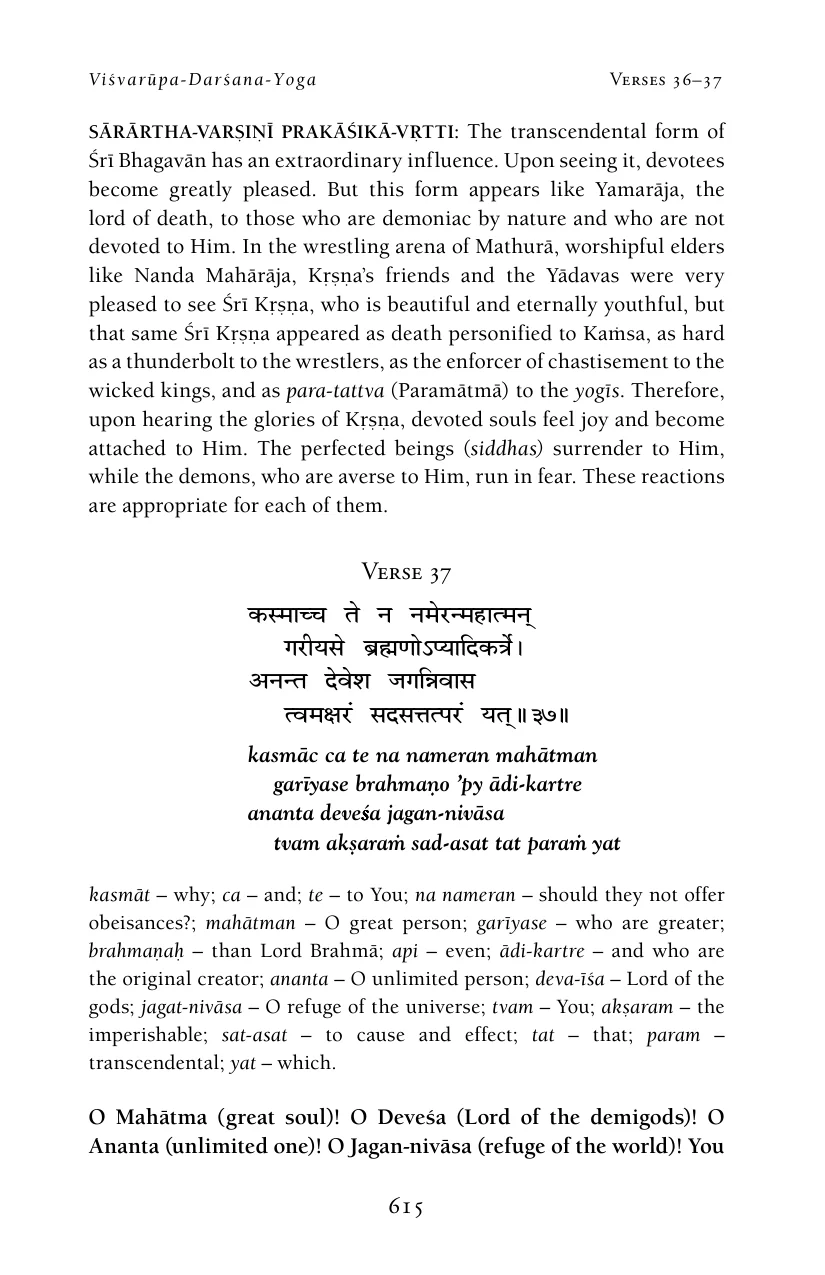 Viśvarūpa-Darśana-Yoga Verses 36–37
SĀRĀRTHA-VARṢIṆĪ PRAKĀŚIKĀ-VṚTTI: The transcendental form of
Śrī Bhagavān has an extraordinary influence. Upon seeing it, devotees
become greatly pleased. But this form appears like Yamarāja, the
lord of death, to those who are demoniac by nature and who are not
devoted to Him. In the wrestling arena of Mathurā, worshipful elders
like Nanda Mahārāja, Kṛṣṇa’s friends and the Yādavas were very
pleased to see Śrī Kṛṣṇa, who is beautiful and eternally youthful, but
that same Śrī Kṛṣṇa appeared as death personified to Kaṁsa, as hard
as a thunderbolt to the wrestlers, as the enforcer of chastisement to the
wicked kings, and as para-tattva (Paramātmā) to the yogīs. Therefore,
upon hearing the glories of Kṛṣṇa, devoted souls feel joy and become
attached to Him. The perfected beings (siddhas) surrender to Him,
while the demons, who are averse to Him, run in fear. These reactions
are appropriate for each of them.
Verse 37
कस्माच्च ते न नमेरन्महात्मन्
गरीयसे ब्रह्मणोऽप्यादिकर्त्रे।
अनन्त देवेश जगन्निवास
त्वमक्षरं सदसत्तत्परं यत्॥३७॥
kasmāc ca te na nameran mahātman
garīyase brahmaṇo ’py ādi-kartre
ananta deveśa jagan-nivāsa
tvam akṣaraṁ sad-asat tat paraṁ yat
kasmāt – why; ca – and; te – to You; na nameran – should they not offer
obeisances?; mahātman – O great person; garīyase – who are greater;
brahmaṇaḥ – than Lord Brahmā; api – even; ādi-kartre – and who are
the original creator; ananta – O unlimited person; deva-īśa – Lord of the
gods; jagat-nivāsa – O refuge of the universe; tvam – You; akṣaram – the
imperishable; sat-asat – to cause and effect; tat – that; param –
transcendental; yat – which.
O Mahātma (great soul)! O Deveśa (Lord of the demigods)! O
Ananta (unlimited one)! O Jagan-nivāsa (refuge of the world)! You
615